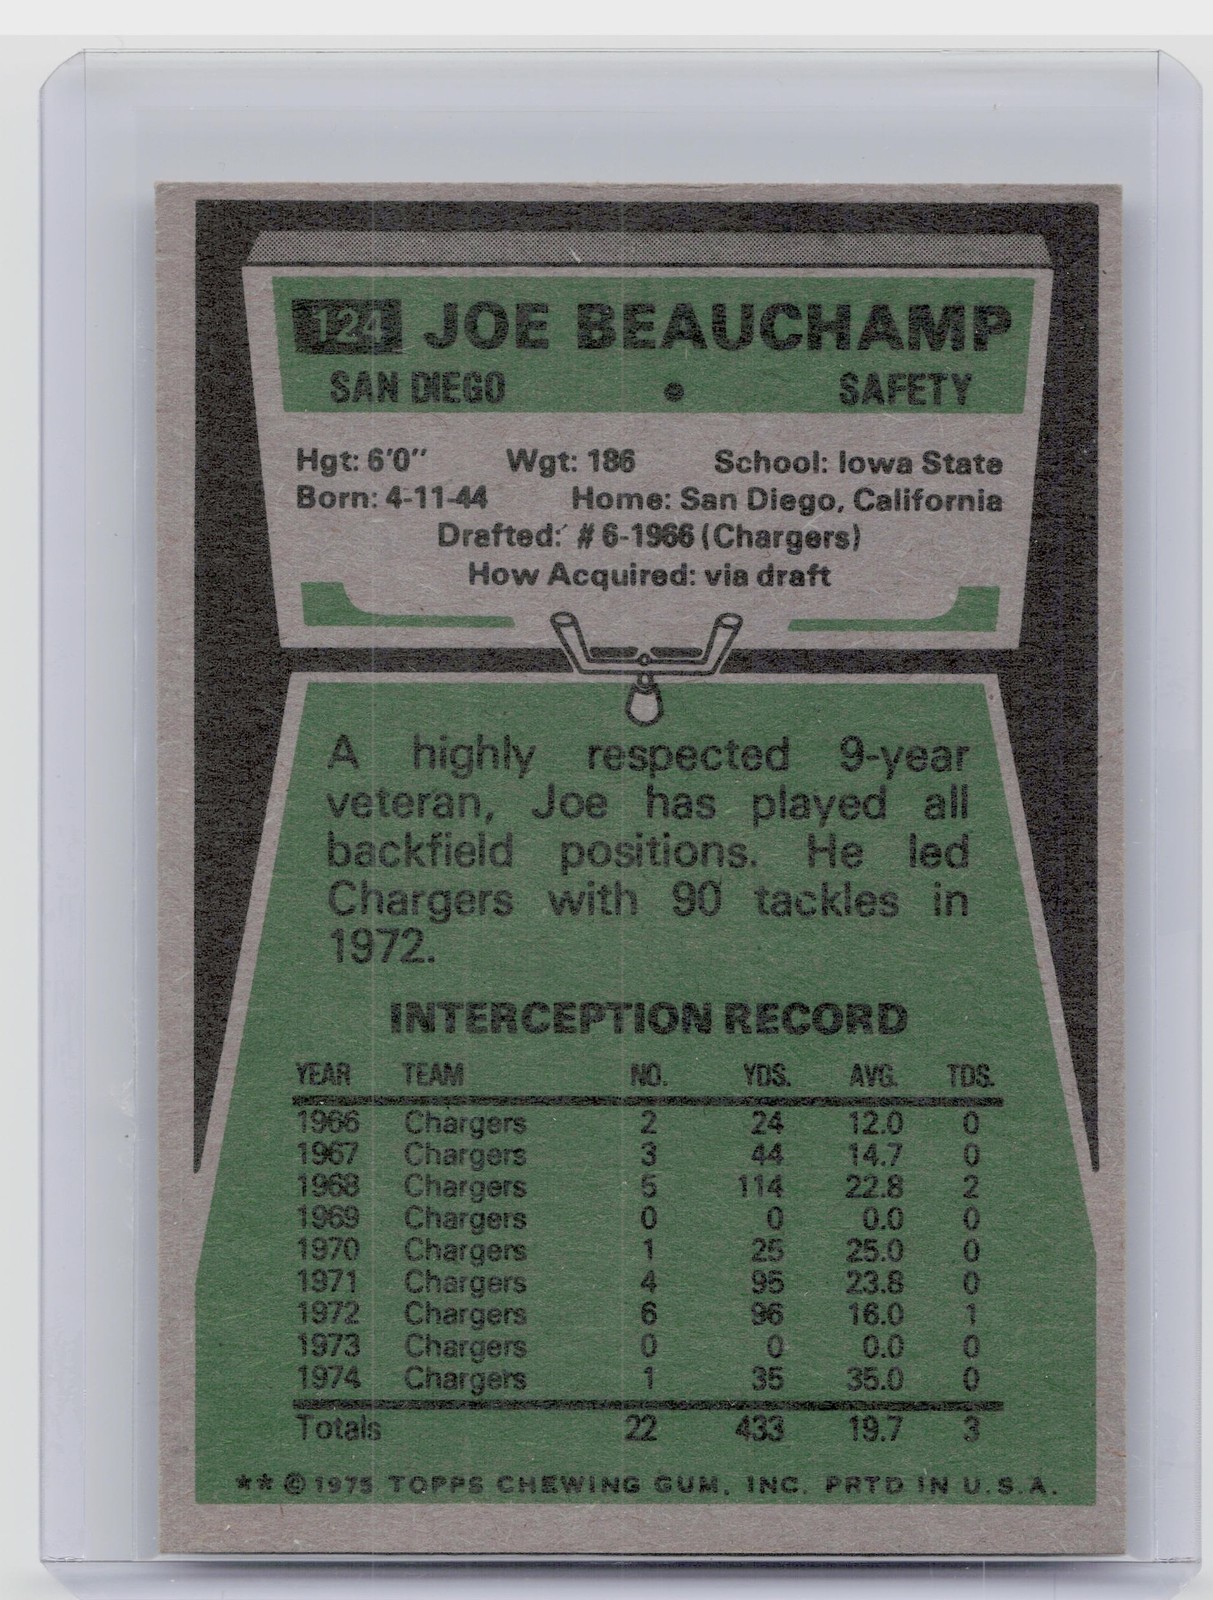 124 JOE BEAUCHAMP
SAN DIEGO • SAFETY
Hgt: 6'0" Wgt: 186 School: Iowa State
Born: 4-11-44 Home: San Diego, California
Drafted: # 6-1966 (Chargers)
How Acquired: via draft
A highly respected 9-year
veteran, Joe has played all
backfield positions. He led
Chargers with 90 tackles in
1972.
INTERCEPTION RECORD
YEAR TEAM NO. YDS. AVG. TDS.
1966 Chargers 2 24 12.0 0
1967 Chargers 3 44 14.7 0
1968 Chargers 5 114 22.8 2
1969 Chargers 0 0 0.0 0
1970 Chargers 1 25 25.0 0
1971 Chargers 4 95 23.8 0
1972 Chargers 6 96 16.0 1
1973 Chargers 0 0 0.0 0
1974 Chargers 1 35 35.0 0
Totals 22 433 19.7 3
** © 1975 TOPPS CHEWING GUM, INC. PRTD IN U.S.A.